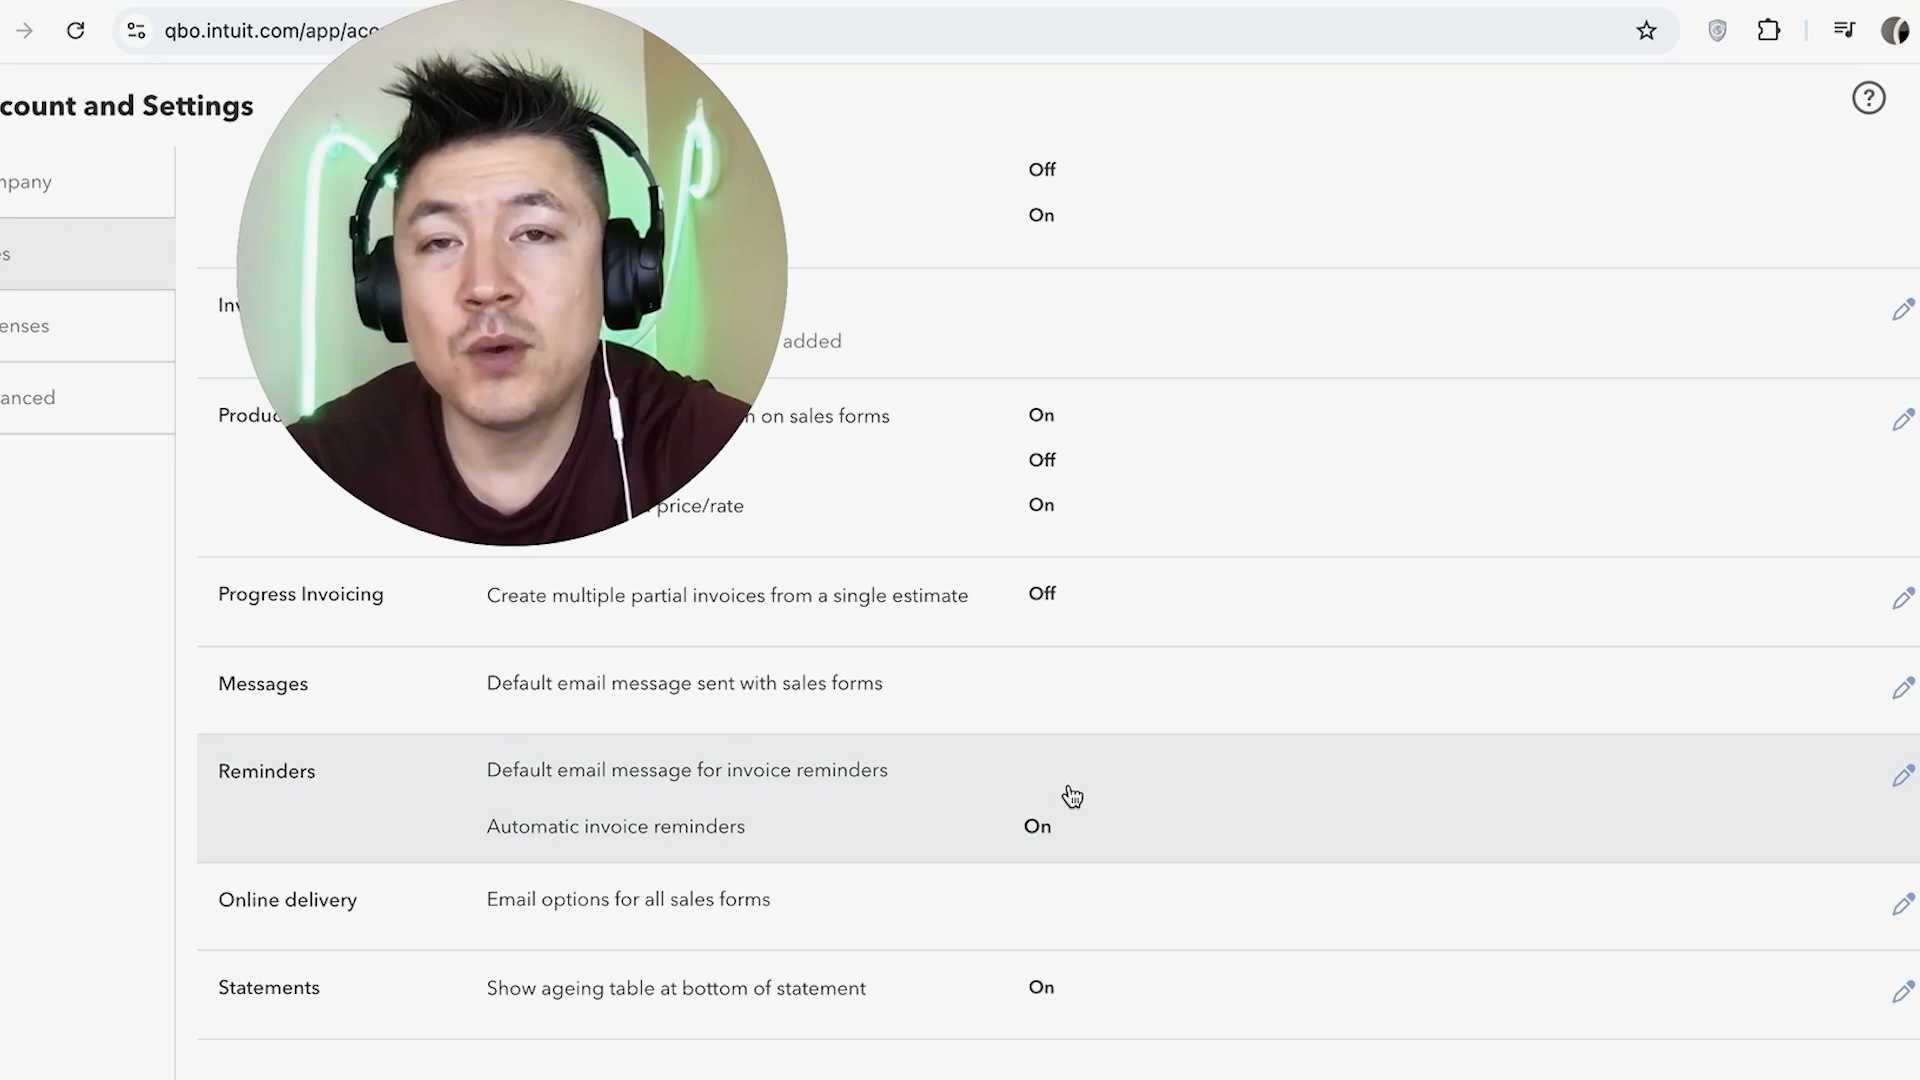 qbo.intuit.com/app/acc
count and Settings
mpany
Off
On
s
Inv
enses
added
anced
Produc
n on sales forms
On
Off
price/rate
On
Progress Invoicing
Create multiple partial invoices from a single estimate
Off
Messages
Default email message sent with sales forms
Reminders
Default email message for invoice reminders
Automatic invoice reminders
On
Online delivery
Email options for all sales forms
Statements
Show ageing table at bottom of statement
On